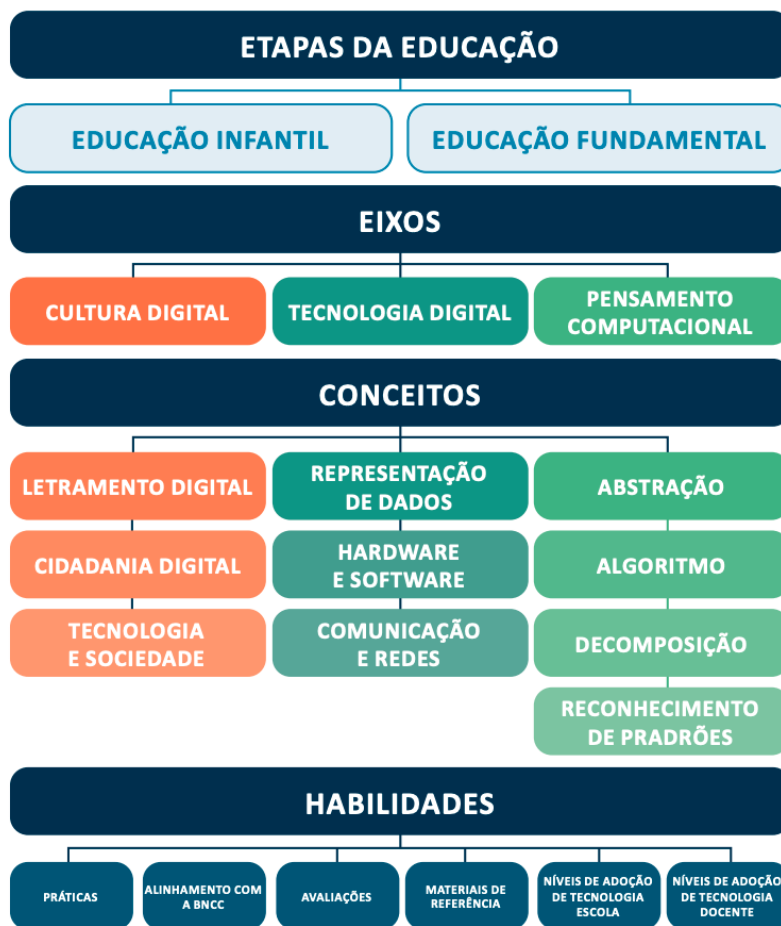 ETAPAS DA EDUCAÇÃO
EDUCAÇÃO INFANTIL
EDUCAÇÃO FUNDAMENTAL
EIXOS
CULTURA DIGITAL
TECNOLOGIA DIGITAL
PENSAMENTO
COMPUTACIONAL
CONCEITOS
LETRAMENTO DIGITAL
REPRESENTAÇÃO
DE DADOS
ABSTRAÇÃO
CIDADANIA DIGITAL
HARDWARE
E SOFTWARE
ALGORITMO
TECNOLOGIA
E SOCIEDADE
COMUNICAÇÃO
E REDES
DECOMPOSIÇÃO
RECONHECIMENTO
DE PRADRÕES
HABILIDADES
PRÁTICAS
ALINHAMENTO COM
A BNCC
AVALIAÇÕES
MATERIAIS DE
REFERÊNCIA
NÍVEIS DE ADOÇÃO
DE TECNOLOGIA
ESCOLA
NÍVEIS DE ADOÇÃO
DE TECNOLOGIA
DOCENTE